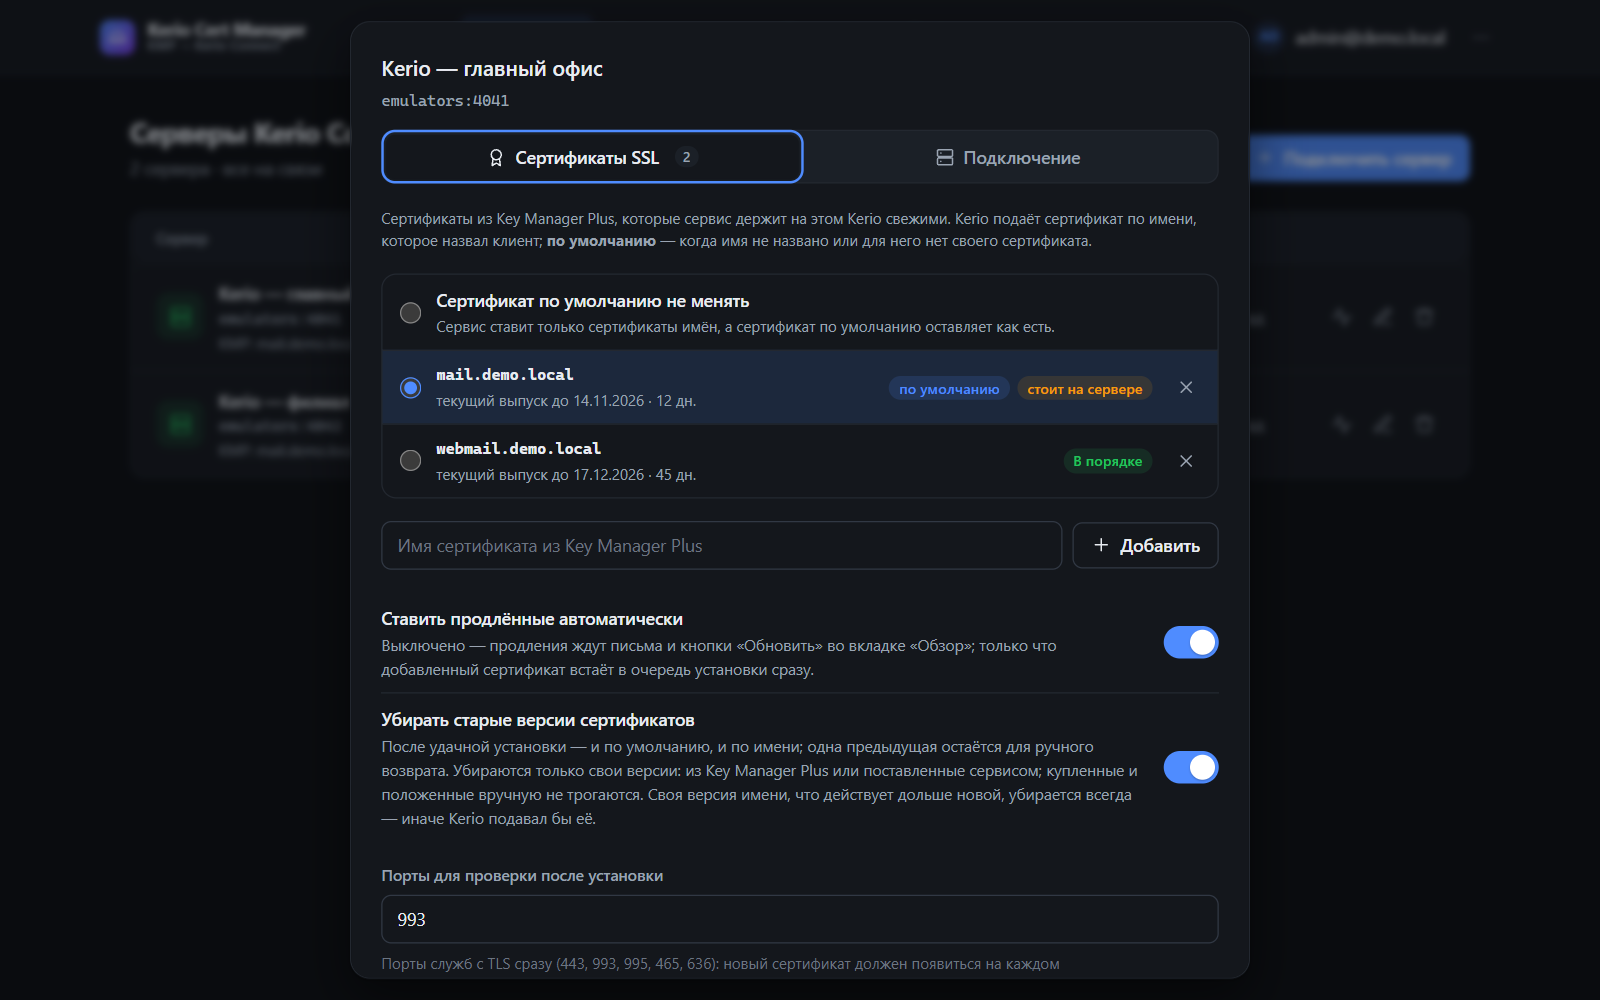 Kerio Cert Manager
admin@demo.local
Kerio — главный офис
emulators:4041
Сертификаты SSL 2
Подключение
Подключить сервер
Сертификаты из Key Manager Plus, которые сервис держит на этом Kerio свежими. Kerio подаёт сертификат по имени,
которое назвал клиент; по умолчанию — когда имя не названо или для него нет своего сертификата.
Сервер
Сертификат по умолчанию не менять
Сервис ставит только сертификаты имён, а сертификат по умолчанию оставляет как есть.
mail.demo.local
текущий выпуск до 14.11.2026 · 12 дн.
по умолчанию
стоит на сервере
webmail.demo.local
текущий выпуск до 17.12.2026 · 45 дн.
В порядке
Имя сертификата из Key Manager Plus
Добавить
Ставить продлённые автоматически
Выключено — продления ждут письма и кнопки «Обновить» во вкладке «Обзор»; только что
добавленный сертификат встаёт в очередь установки сразу.
Убирать старые версии сертификатов
После удачной установки — и по умолчанию, и по имени; одна предыдущая остаётся для ручного
возврата. Убираются только свои версии: из Key Manager Plus или поставленные сервисом; купленные и
положенные вручную не трогаются. Своя версия имени, что действует дольше новой, убирается всегда
— иначе Kerio подавал бы её.
Порты для проверки после установки
993
Порты служб с TLS сразу (443, 993, 995, 465, 636): новый сертификат должен появиться на каждом